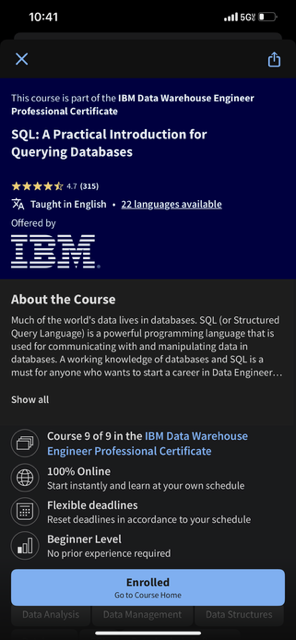 10:41
5G
This course is part of the IBM Data Warehouse Engineer
Professional Certificate
SQL: A Practical Introduction for
Querying Databases
4.7 (315)
Taught in English • 22 languages available
Offered by
IBM
About the Course
Much of the world's data lives in databases. SQL (or Structured
Query Language) is a powerful programming language that is
used for communicating with and manipulating data in
databases. A working knowledge of databases and SQL is a
must for anyone who wants to start a career in Data Engineer...
Show all
Course 9 of 9 in the IBM Data Warehouse
Engineer Professional Certificate
100% Online
Start instantly and learn at your own schedule
Flexible deadlines
Reset deadlines in accordance to your schedule
Beginner Level
No prior experience required
Enrolled
Go to Course Home
Data Analysis Data Management Data Structures